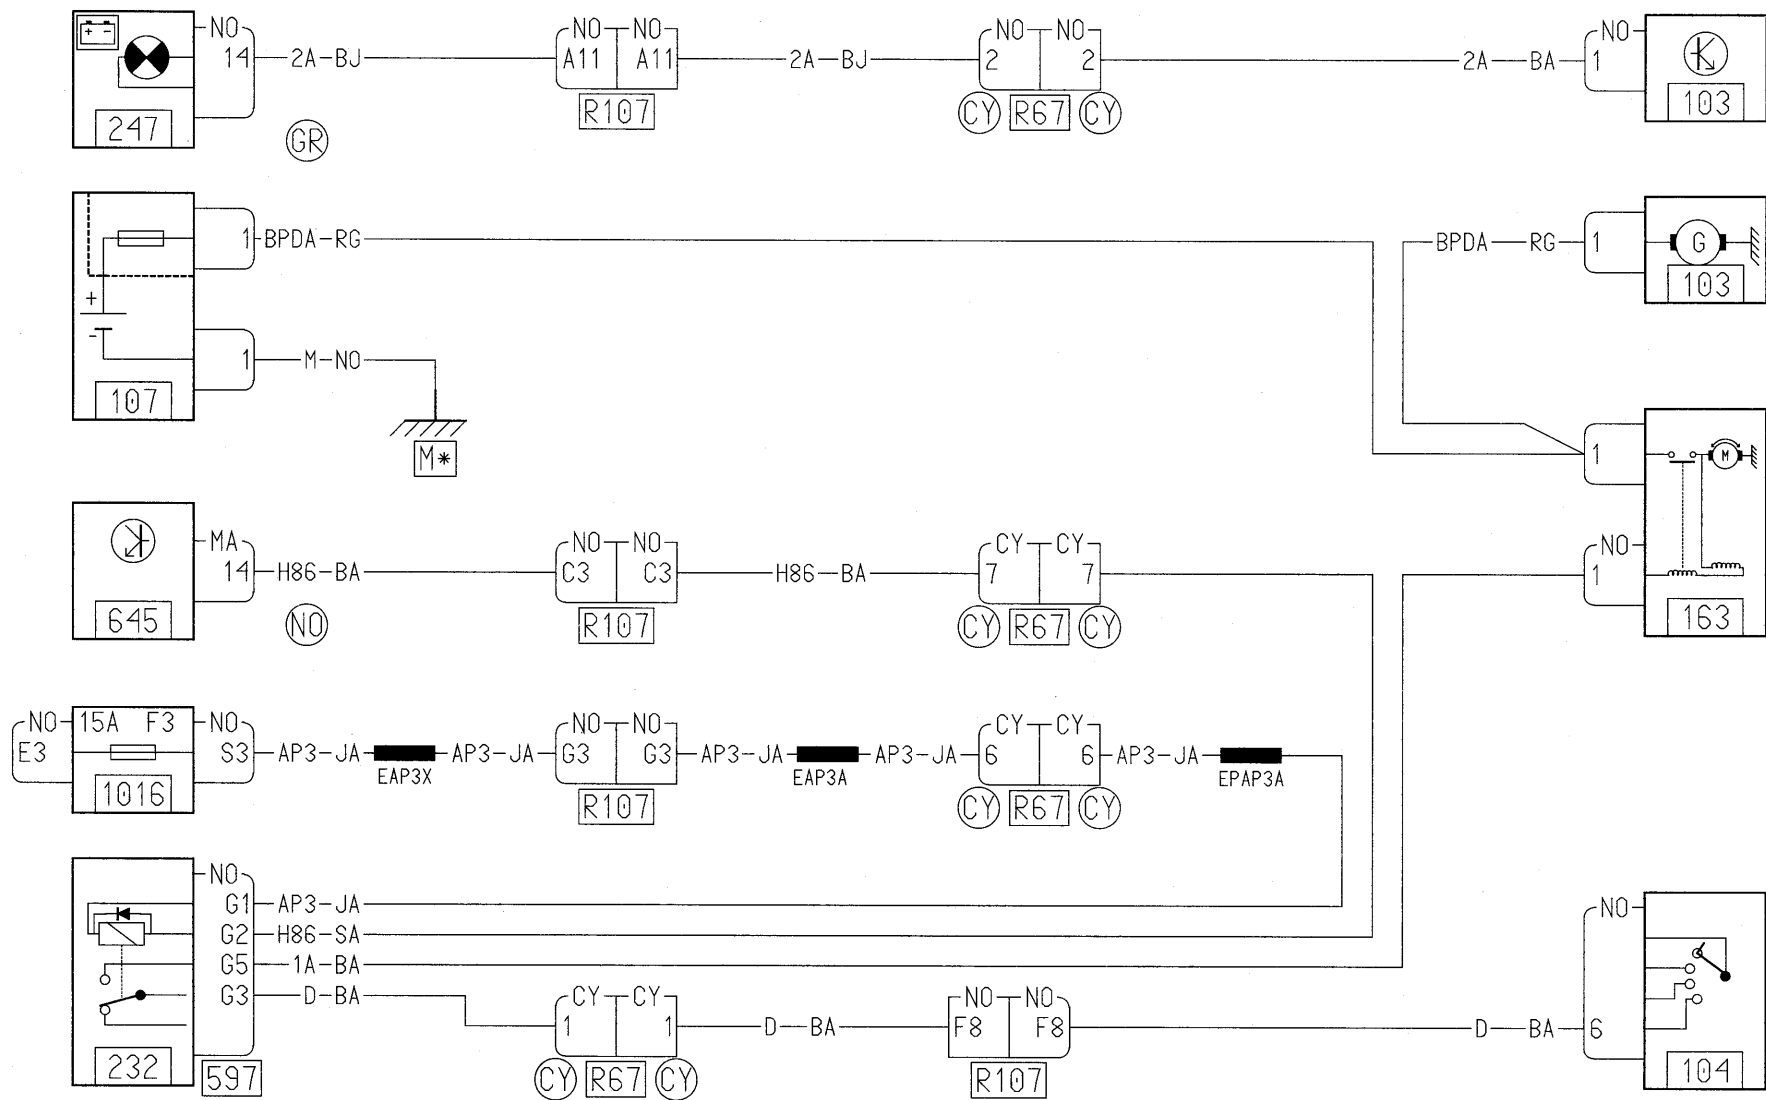 + -
NO
14
2A-BJ
247
GR
NO NO
A11 A11
R107
2A-BJ
NO NO
2 2
CY R67 CY
2A-BA
NO
1
103
1
BPDA-RG
+
-
1
M-NO
107
M*
BPDA-RG
1
G
103
1
M
NO
1
163
MA
14
H86-BA
645
NO
NO NO
C3 C3
R107
H86-BA
CY CY
7 7
CY R67 CY
NO 15A F3 NO
E3 S3
1016
AP3-JA
EAP3X
AP3-JA
NO NO
G3 G3
R107
AP3-JA
EAP3A
AP3-JA
CY CY
6 6
CY R67 CY
AP3-JA
EPAP3A
NO
G1 AP3-JA
G2 H86-SA
G5 1A-BA
G3 D-BA
232
597
CY CY
1 1
CY R67 CY
D-BA
NO NO
F8 F8
R107
D-BA
NO
6
104